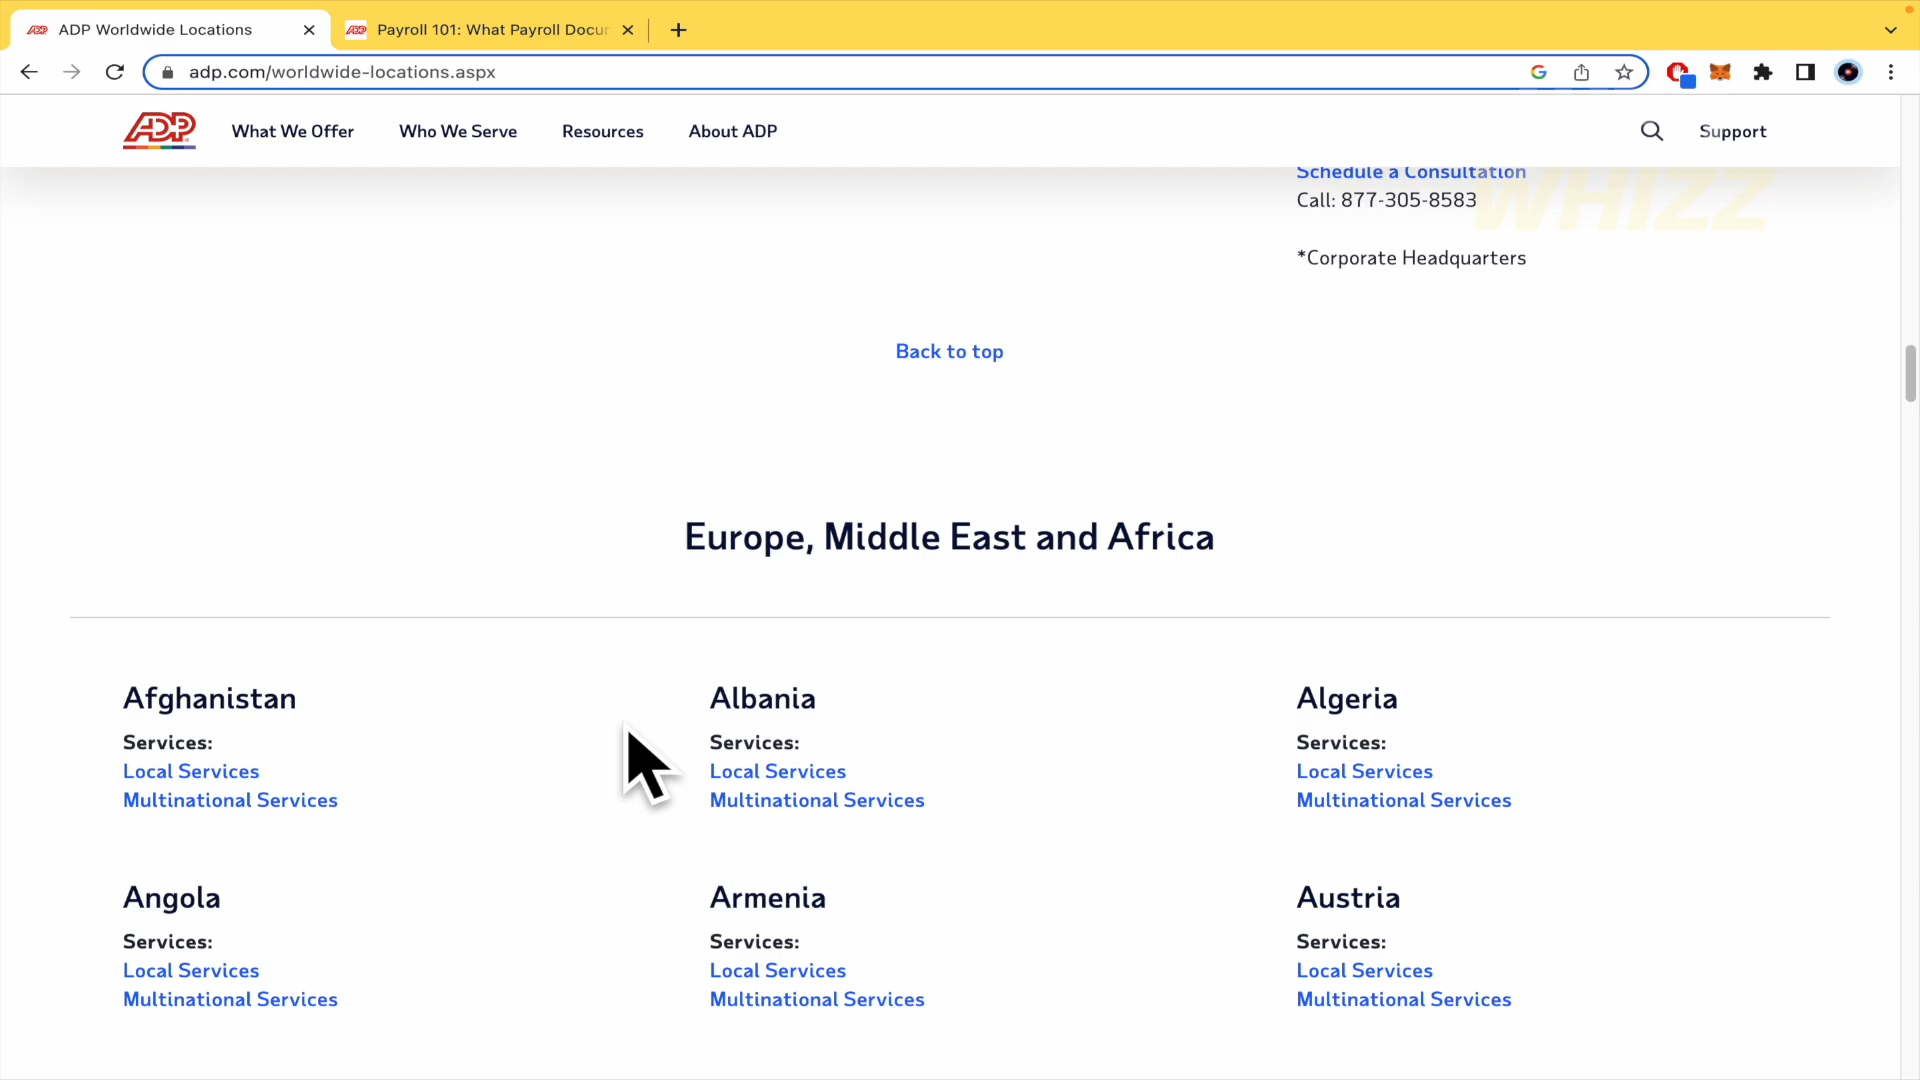 ADP Worldwide Locations
Payroll 101: What Payroll Docu
adp.com/worldwide-locations.aspx
ADP
What We Offer
Who We Serve
Resources
About ADP
Support
Schedule a Consultation
WHIZZ
Call: 877-305-8583
*Corporate Headquarters
Back to top
Europe, Middle East and Africa
Afghanistan
Services:
Local Services
Multinational Services
Albania
Services:
Local Services
Multinational Services
Algeria
Services:
Local Services
Multinational Services
Angola
Services:
Local Services
Multinational Services
Armenia
Services:
Local Services
Multinational Services
Austria
Services:
Local Services
Multinational Services